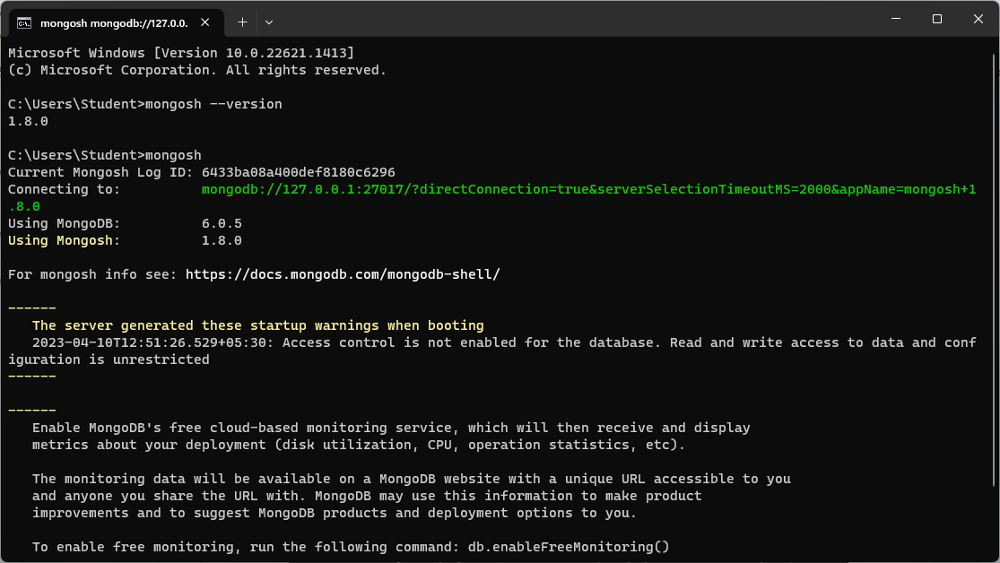 mongosh mongodb://127.0.
Microsoft Windows [Version 10.0.22621.1413]
(c) Microsoft Corporation. All rights reserved.
C:\Users\Student>mongosh --version
1.8.0
C:\Users\Student>mongosh
Current Mongosh Log ID: 6433ba08a400def8180c6296
Connecting to:          mongodb://127.0.0.1:27017/?directConnection=true&serverSelectionTimeoutMS=2000&appName=mongosh+1
.8.0
Using MongoDB:          6.0.5
Using Mongosh:          1.8.0
For mongosh info see: https://docs.mongodb.com/mongodb-shell/
------
   The server generated these startup warnings when booting
   2023-04-10T12:51:26.529+05:30: Access control is not enabled for the database. Read and write access to data and conf
iguration is unrestricted
------
------
   Enable MongoDB's free cloud-based monitoring service, which will then receive and display
   metrics about your deployment (disk utilization, CPU, operation statistics, etc).
   The monitoring data will be available on a MongoDB website with a unique URL accessible to you
   and anyone you share the URL with. MongoDB may use this information to make product
   improvements and to suggest MongoDB products and deployment options to you.
   To enable free monitoring, run the following command: db.enableFreeMonitoring()